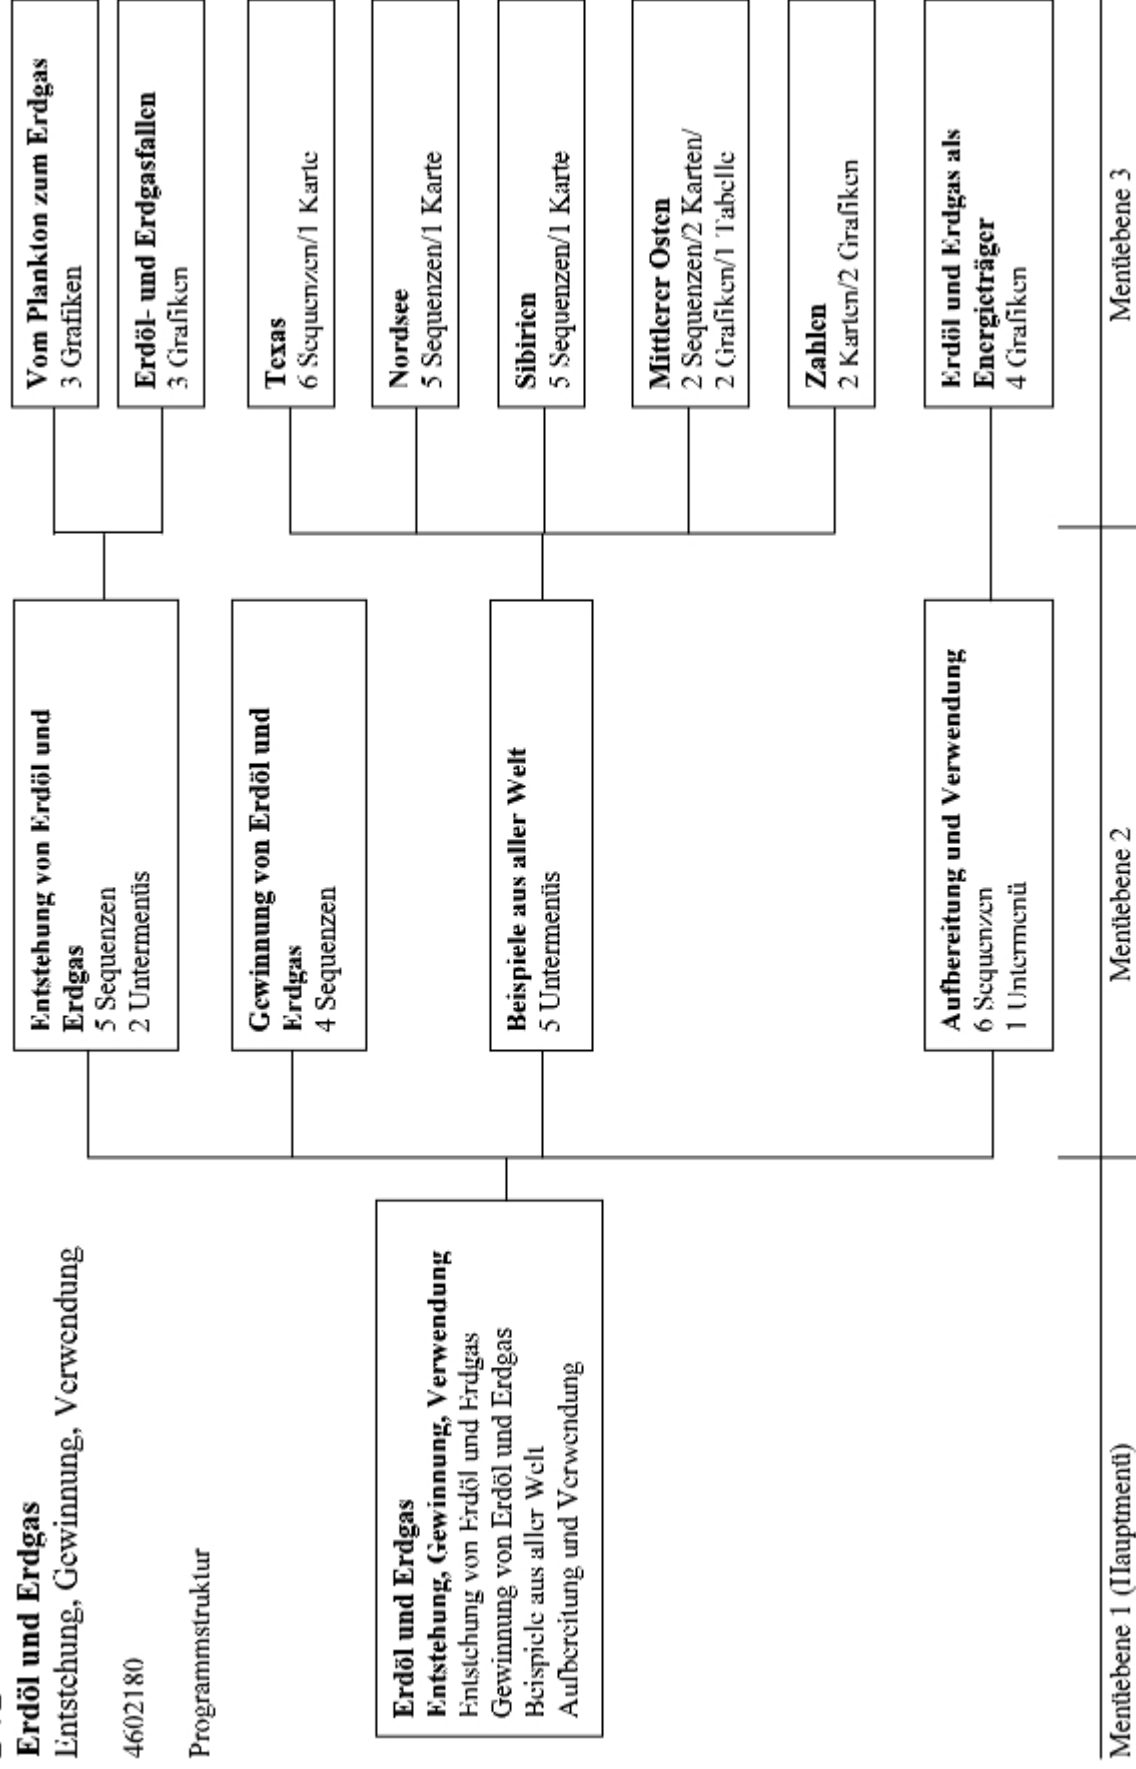 Erdöl und Erdgas
Entstehung, Gewinnung, Verwendung
4602180
Programmstruktur
Erdöl und Erdgas
Entstehung, Gewinnung, Verwendung
Entstehung von Erdöl und Erdgas
Gewinnung von Erdöl und Erdgas
Beispiele aus aller Welt
Aufbereitung und Verwendung
Entstehung von Erdöl und
Erdgas
5 Sequenzen
2 Untermenüs
Gewinnung von Erdöl und
Erdgas
4 Sequenzen
Beispiele aus aller Welt
5 Untermenüs
Aufbereitung und Verwendung
6 Sequenzen
1 Untermenü
Vom Plankton zum Erdgas
3 Grafiken
Erdöl- und Erdgasfallen
3 Grafiken
Texas
6 Sequenzen/1 Karte
Nordsee
5 Sequenzen/1 Karte
Sibirien
5 Sequenzen/1 Karte
Mittlerer Osten
2 Sequenzen/2 Karten/
2 Grafiken/1 Tabelle
Zahlen
2 Karten/2 Grafiken
Erdöl und Erdgas als
Energieträger
4 Grafiken
Menüebene 1 (Hauptmenü)
Menüebene 2
Menüebene 3